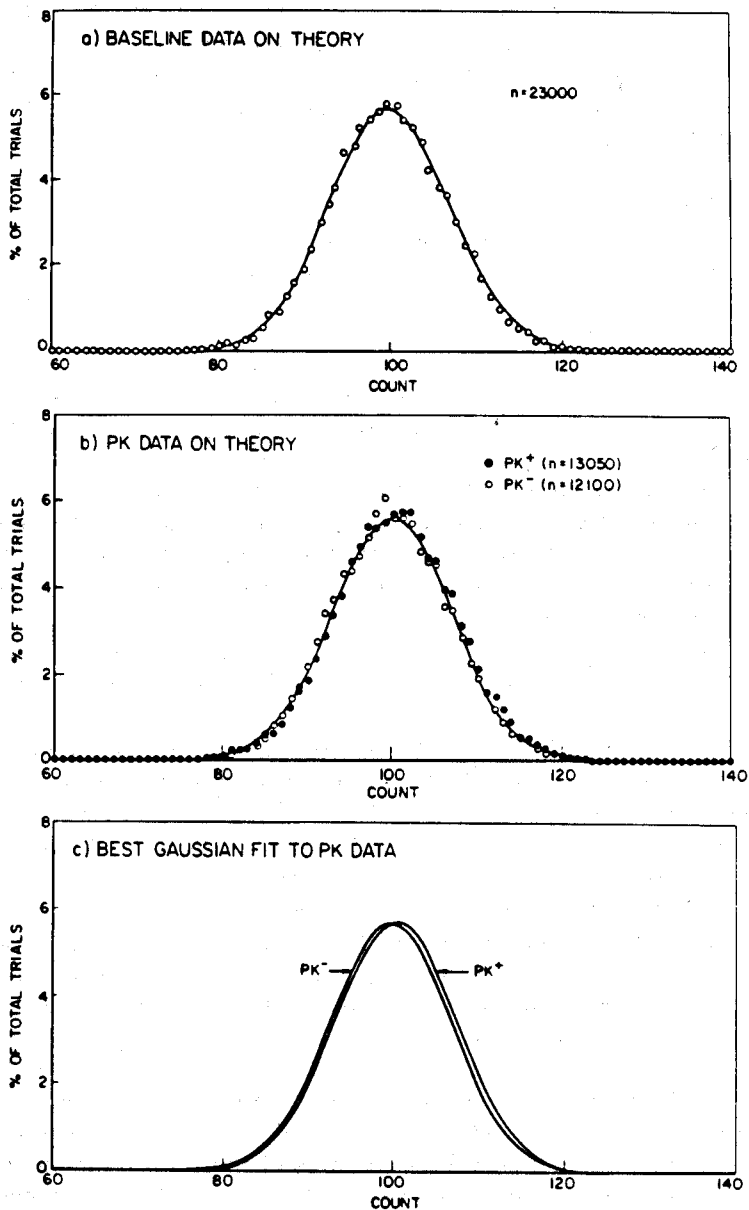 a) BASELINE DATA ON THEORY
n=23000
% OF TOTAL TRIALS
8
6
4
2
0
60 80 100 120 140
COUNT
b) PK DATA ON THEORY
● PK⁺ (n=13050)
○ PK⁻ (n=12100)
% OF TOTAL TRIALS
8
6
4
2
0
60 80 100 120 140
COUNT
c) BEST GAUSSIAN FIT TO PK DATA
PK⁻ PK⁺
% OF TOTAL TRIALS
8
6
4
2
0
60 80 100 120 140
COUNT